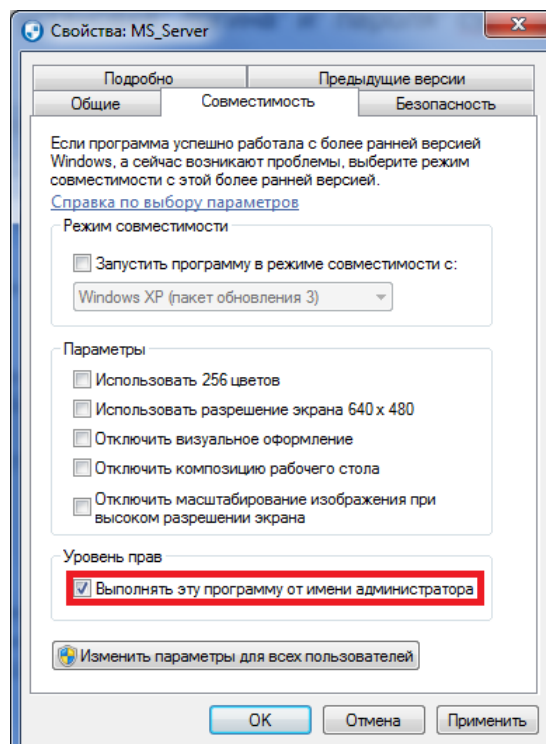 Свойства: MS_Server
Подробно
Предыдущие версии
Общие
Совместимость
Безопасность
Если программа успешно работала с более ранней версией
Windows, а сейчас возникают проблемы, выберите режим
совместимости с этой более ранней версией.
Справка по выбору параметров
Режим совместимости
Запустить программу в режиме совместимости с:
Windows XP (пакет обновления 3)
Параметры
Использовать 256 цветов
Использовать разрешение экрана 640 x 480
Отключить визуальное оформление
Отключить композицию рабочего стола
Отключить масштабирование изображения при
высоком разрешении экрана
Уровень прав
Выполнять эту программу от имени администратора
Изменить параметры для всех пользователей
OK
Отмена
Применить